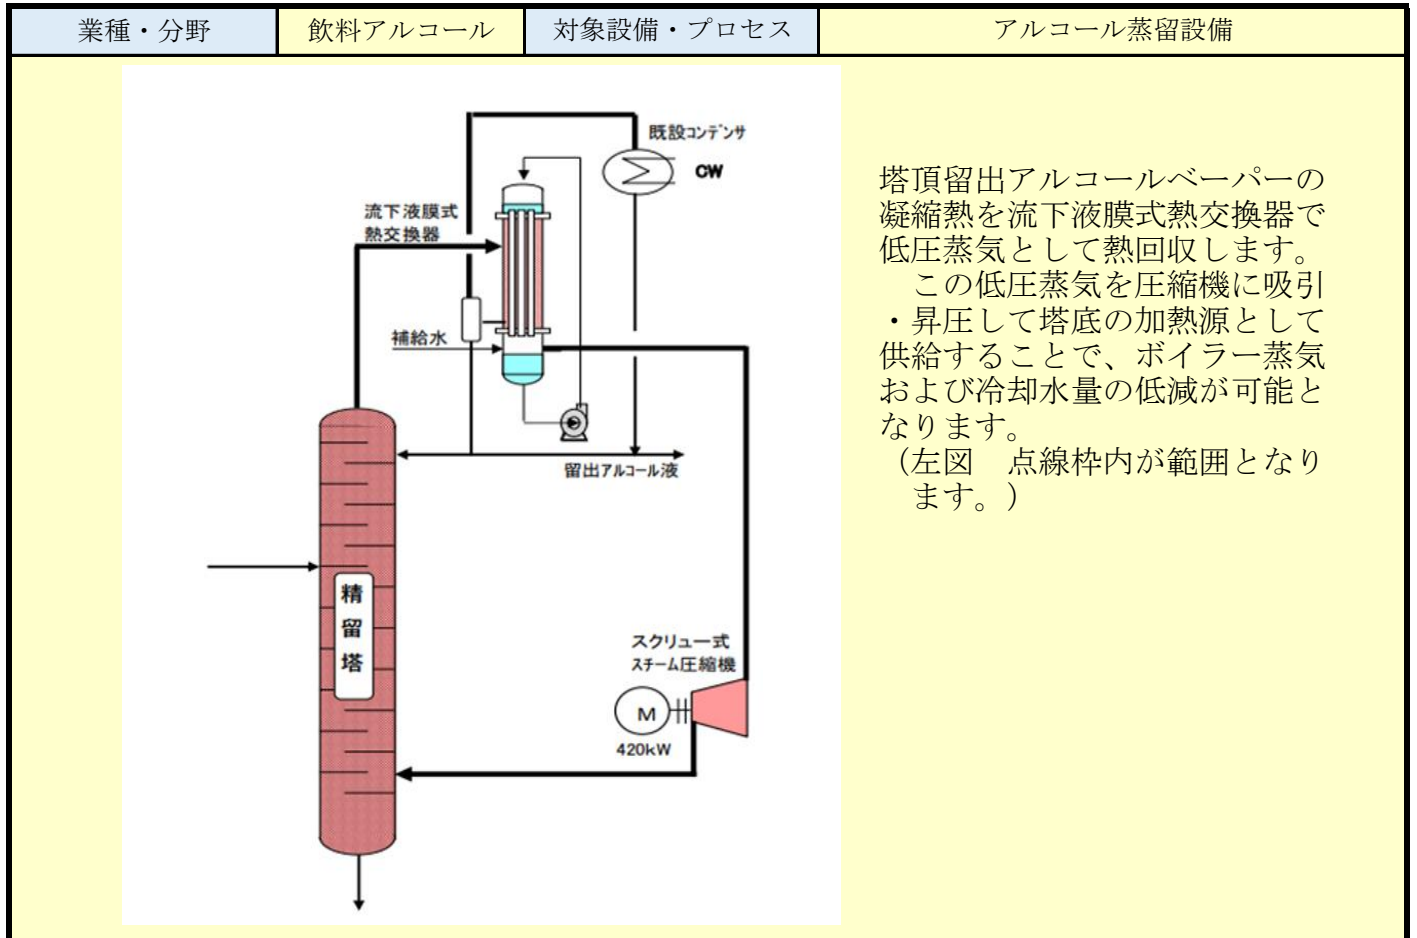 業種・分野
飲料アルコール
対象設備・プロセス
アルコール蒸留設備
既設コンデンサ
CW
流下液膜式
熱交換器
補給水
留出アルコール液
精
留
塔
スクリュー式
スチーム圧縮機
M
420kW
塔頂留出アルコールベーパーの
凝縮熱を流下液膜式熱交換器で
低圧蒸気として熱回収します。
この低圧蒸気を圧縮機に吸引
・昇圧して塔底の加熱源として
供給することで、ボイラー蒸気
および冷却水量の低減が可能と
なります。
（左図　点線枠内が範囲となり
ます。）